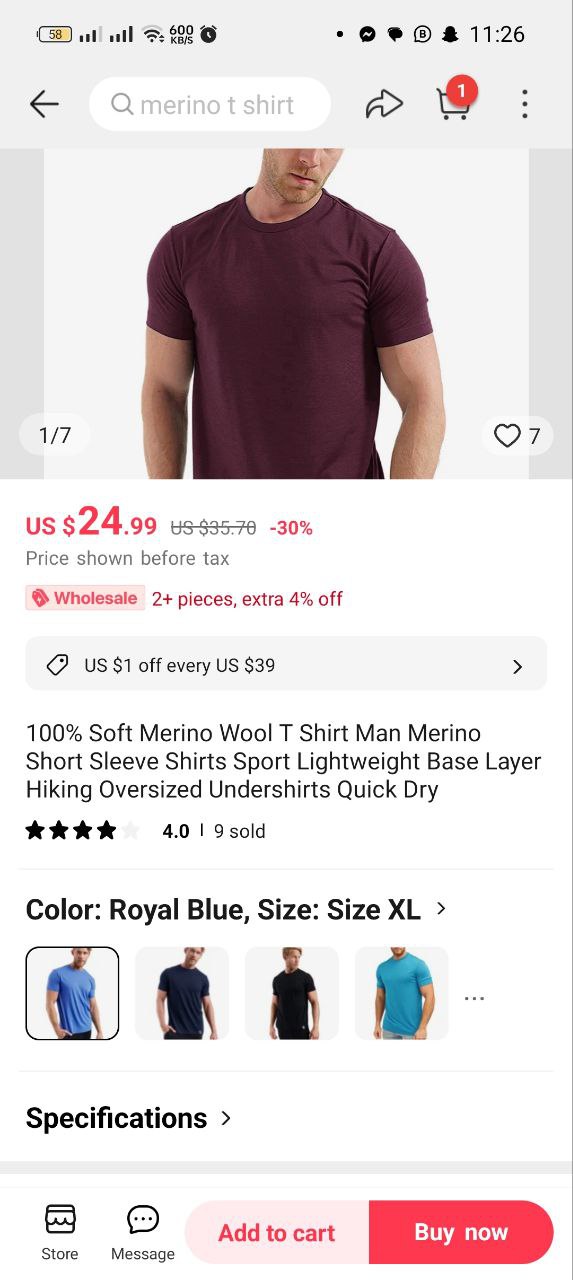 58
600
KB/S
B
11:26
merino t shirt
1
1/7
7
US $24.99 US $35.70 -30%
Price shown before tax
Wholesale 2+ pieces, extra 4% off
US $1 off every US $39
100% Soft Merino Wool T Shirt Man Merino
Short Sleeve Shirts Sport Lightweight Base Layer
Hiking Oversized Undershirts Quick Dry
4.0 | 9 sold
Color: Royal Blue, Size: Size XL >
...
Specifications >
Store
Message
Add to cart
Buy now